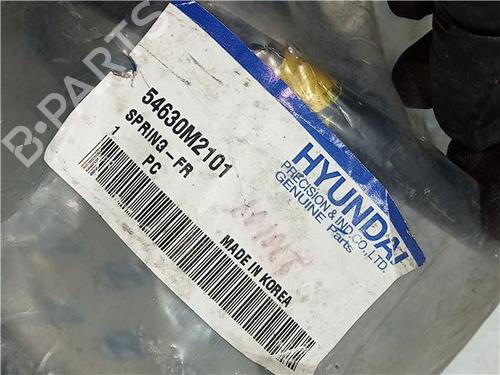 54630M2101
SPRING-FR
1 PC
MADE IN KOREA
HYUNDAI
PRECISION & IND.CO.,LTD.
GENUINE Parts
B-PARTS